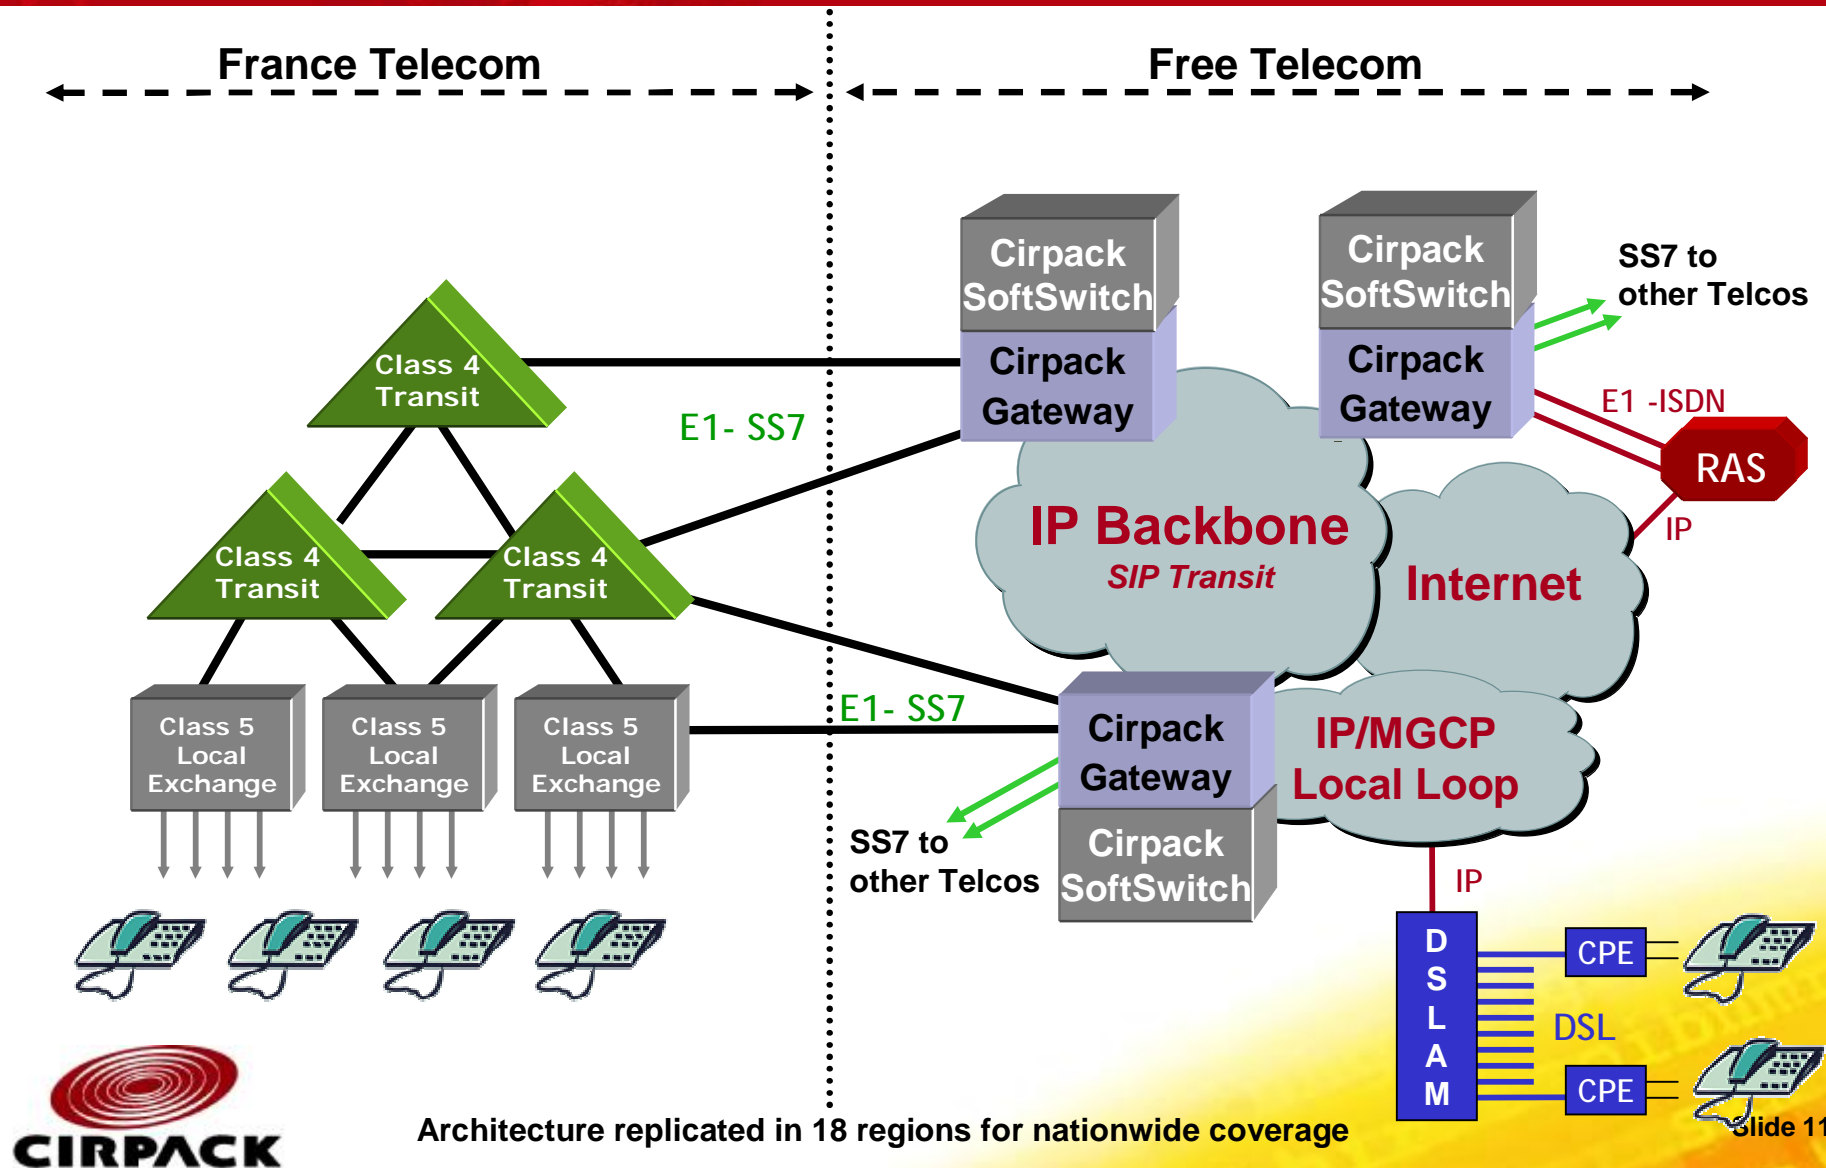 France Telecom
Free Telecom
Cirpack
SoftSwitch
Cirpack
Gateway
Cirpack
SoftSwitch
Cirpack
Gateway
SS7 to
other Telcos
E1 -ISDN
RAS
IP
Class 4
Transit
E1- SS7
Class 4
Transit
Class 4
Transit
IP Backbone
SIP Transit
Internet
Class 5
Local
Exchange
Class 5
Local
Exchange
Class 5
Local
Exchange
E1- SS7
Cirpack
Gateway
Cirpack
SoftSwitch
IP/MGCP
Local Loop
SS7 to
other Telcos
IP
D
S
L
A
M
CPE
DSL
CPE
CIRPACK
Architecture replicated in 18 regions for nationwide coverage
Slide 11